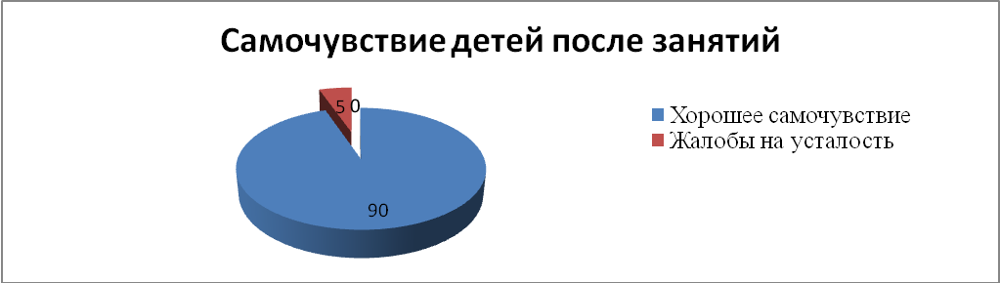 Самочувствие детей после занятий
5 0
Хорошее самочувствие
Жалобы на усталость
90